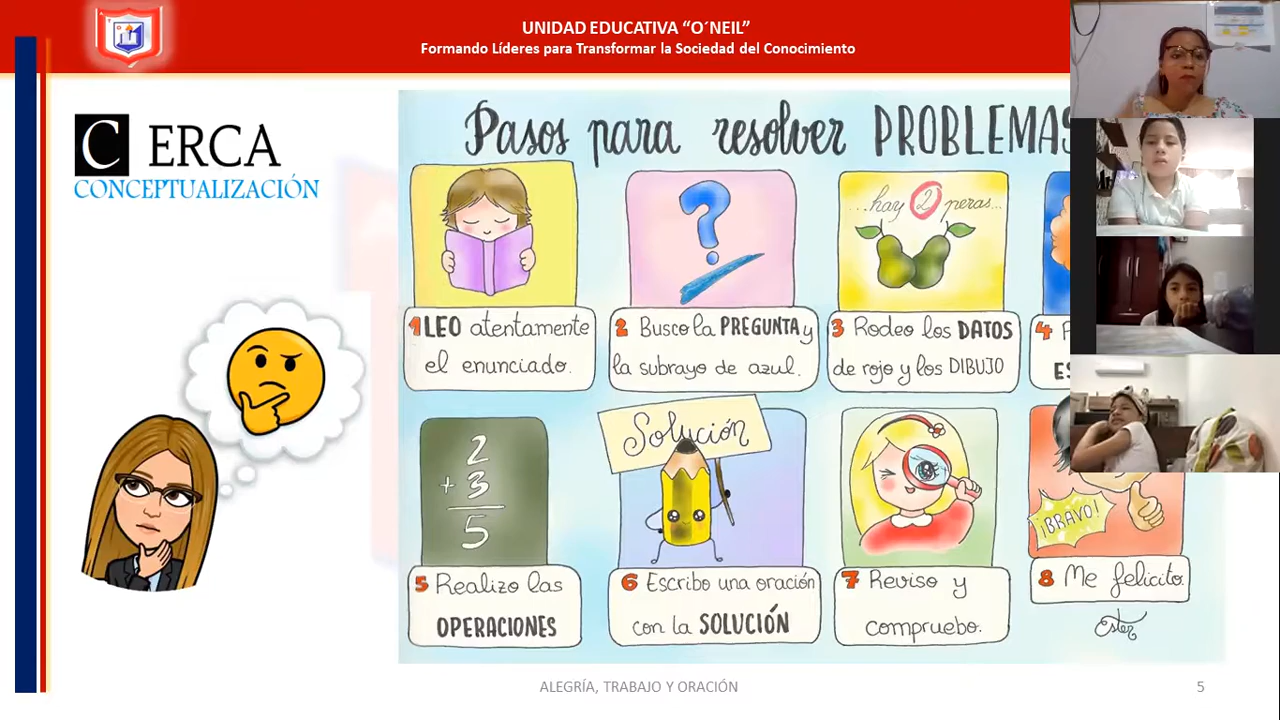 UNIDAD EDUCATIVA “O´NEIL”
Formando Líderes para Transformar la Sociedad del Conocimiento
C ERCA
CONCEPTUALIZACIÓN
Pasos para resolver PROBLEMAS
...hay 2 peras...
1 LEO atentamente
el enunciado.
2 Busco la PREGUNTA y
la subrayo de azul.
3 Rodeo los DATOS
de rojo y los DIBUJO
4
2
+ 3
5
Solución
¡BRAVO!
5 Realizo las
OPERACIONES
6 Escribo una oración
con la SOLUCIÓN
7 Reviso y
compruebo.
8 Me felicito.
Ester
ALEGRÍA, TRABAJO Y ORACIÓN
5